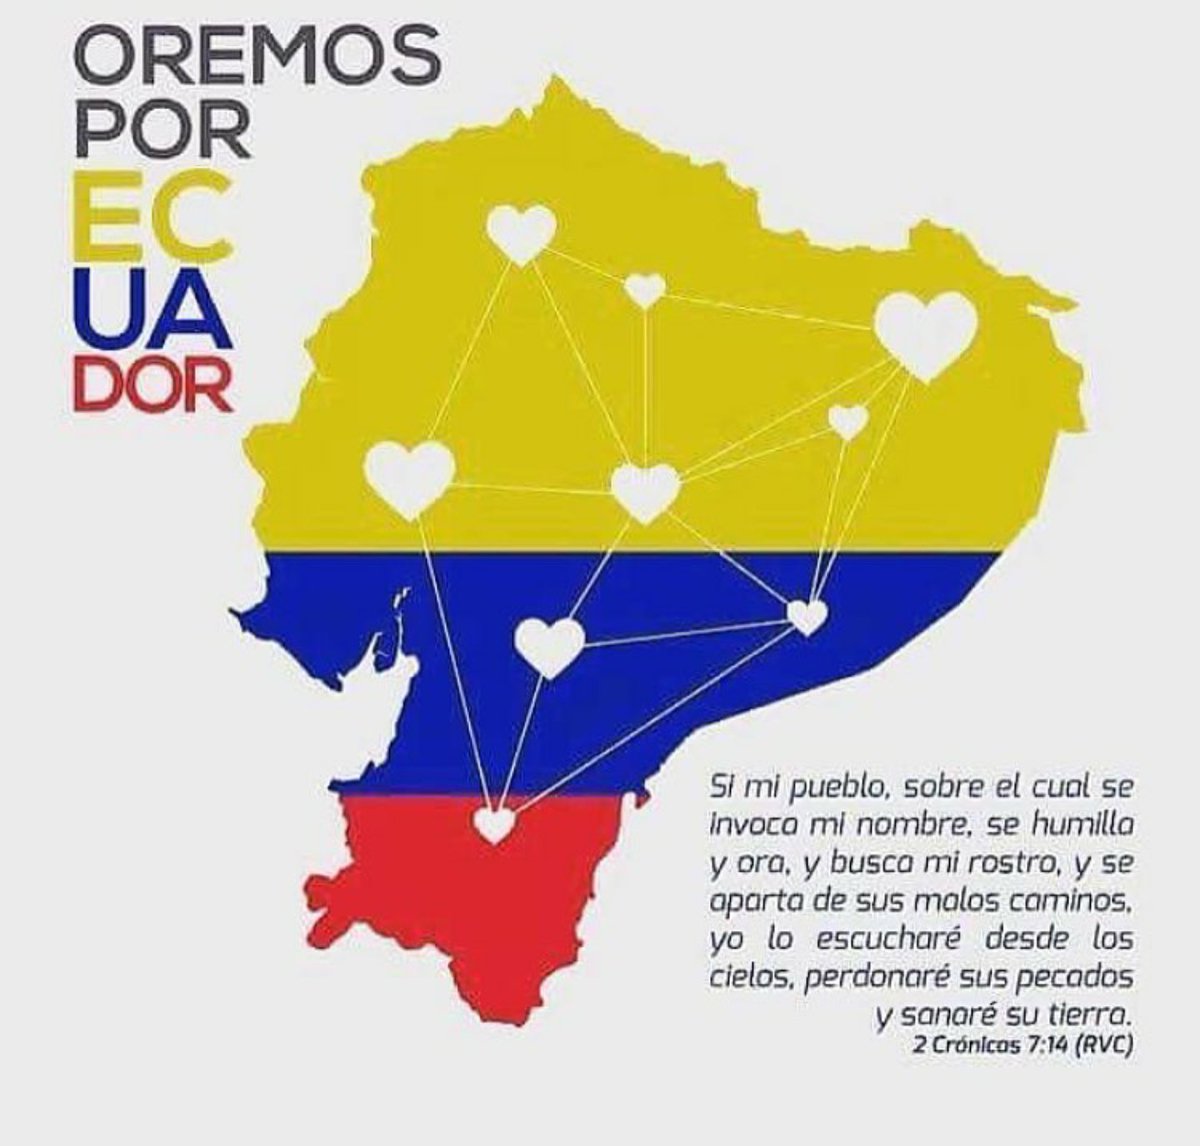 OREMOS
POR
EC
UA
DOR
Si mi pueblo, sobre el cual se
invoca mi nombre, se humilla
y ora, y busca mi rostro, y se
aparta de sus malos caminos,
yo lo escucharé desde los
cielos, perdonaré sus pecados
y sanaré su tierra.
2 Crónicas 7:14 (RVC)